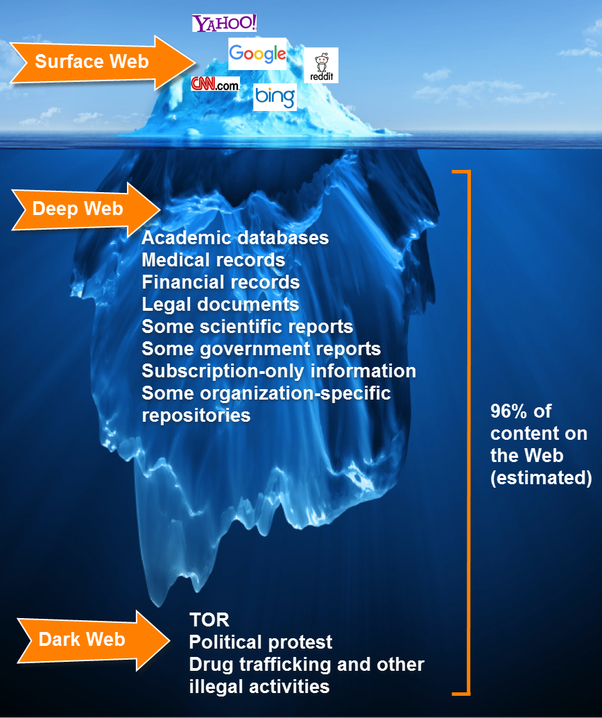 YAHOO!
Surface Web
Google
reddit
CNN.com
bing
Deep Web
Academic databases
Medical records
Financial records
Legal documents
Some scientific reports
Some government reports
Subscription-only information
Some organization-specific
repositories
96% of
content on
the Web
(estimated)
Dark Web
TOR
Political protest
Drug trafficking and other
illegal activities